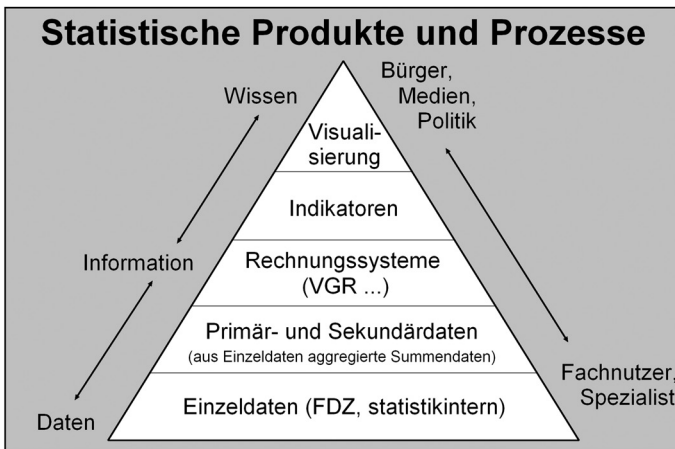 Statistische Produkte und Prozesse
Wissen
Bürger,
Medien,
Politik
Visuali-
sierung
Indikatoren
Information
Rechnungssysteme
(VGR ...)
Primär- und Sekundärdaten
(aus Einzeldaten aggregierte Summendaten)
Fachnutzer,
Spezialist
Einzeldaten (FDZ, statistikintern)
Daten